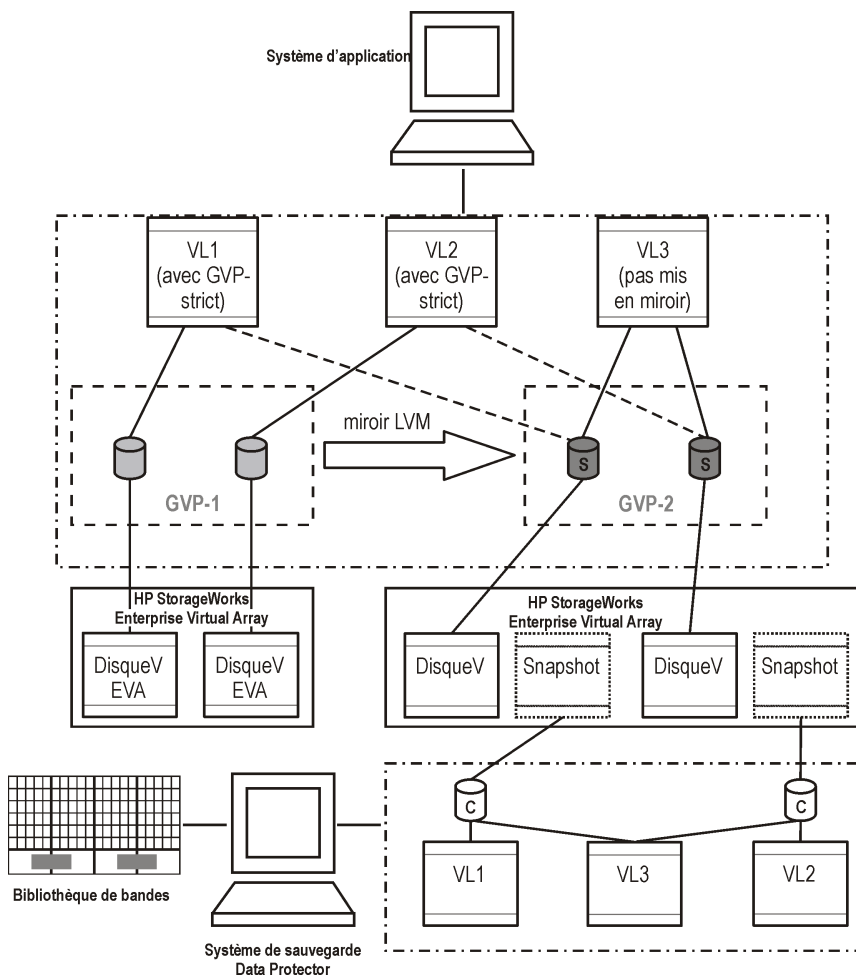 Système d'application
VL1
(avec GVP-
strict)
VL2
(avec GVP-
strict)
VL3
(pas mis
en miroir)
miroir LVM
S
S
GVP-1
GVP-2
HP StorageWorks
Enterprise Virtual Array
DisqueV
EVA
DisqueV
EVA
HP StorageWorks
Enterprise Virtual Array
DisqueV
Snapshot
DisqueV
Snapshot
C
C
VL1
VL3
VL2
Bibliothèque de bandes
Système de sauvegarde
Data Protector